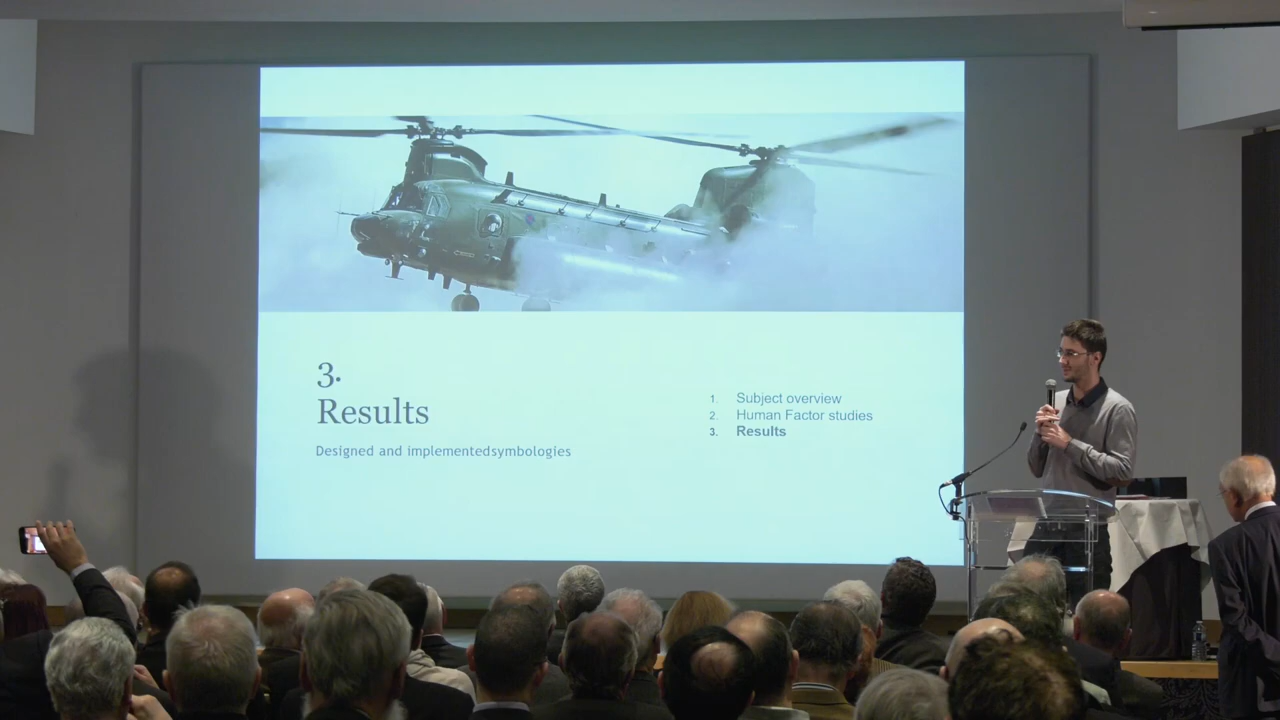 3.
Results
Designed and implementedsymbologies
1. Subject overview
2. Human Factor studies
3. Results